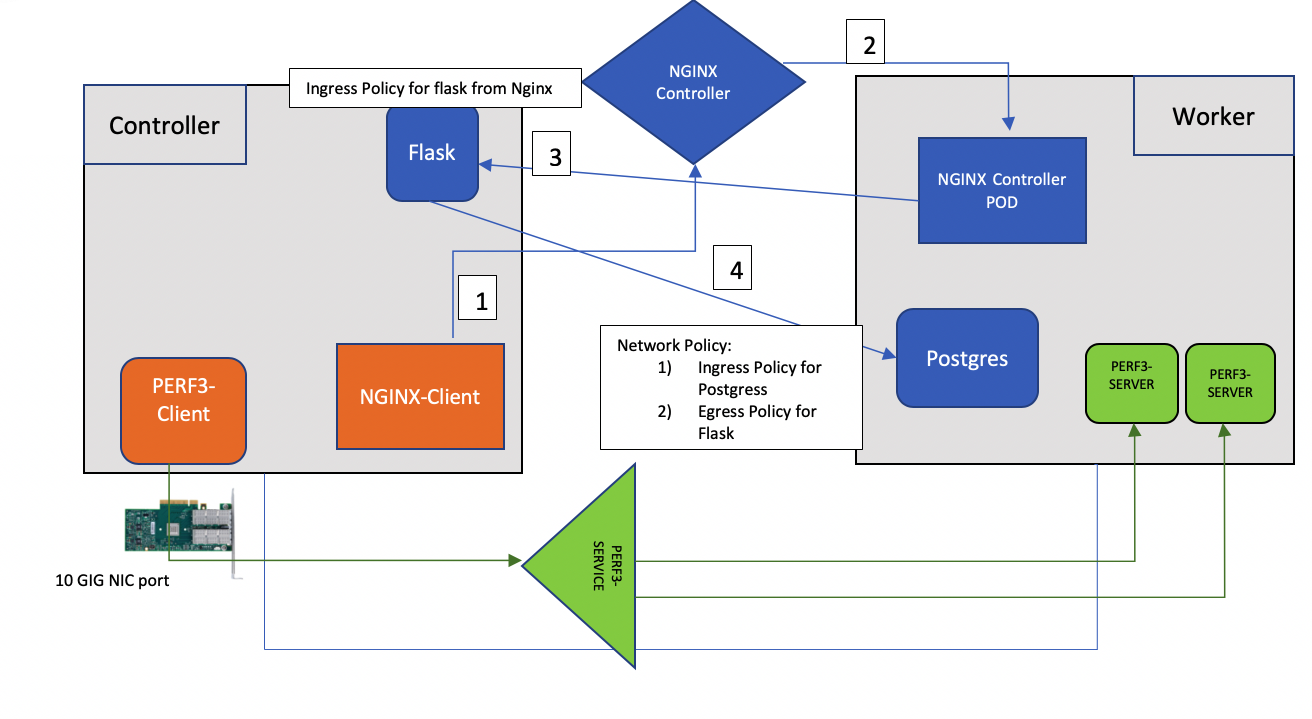 NGINX
Controller
2
Ingress Policy for flask from Nginx
Controller
Worker
Flask
3
NGINX Controller
POD
4
1
Network Policy:
1) Ingress Policy for
Postgress
2) Egress Policy for
Flask
Postgres
PERF3-
SERVER
PERF3-
SERVER
PERF3-
Client
NGINX-Client
PERF3-
SERVICE
10 GIG NIC port